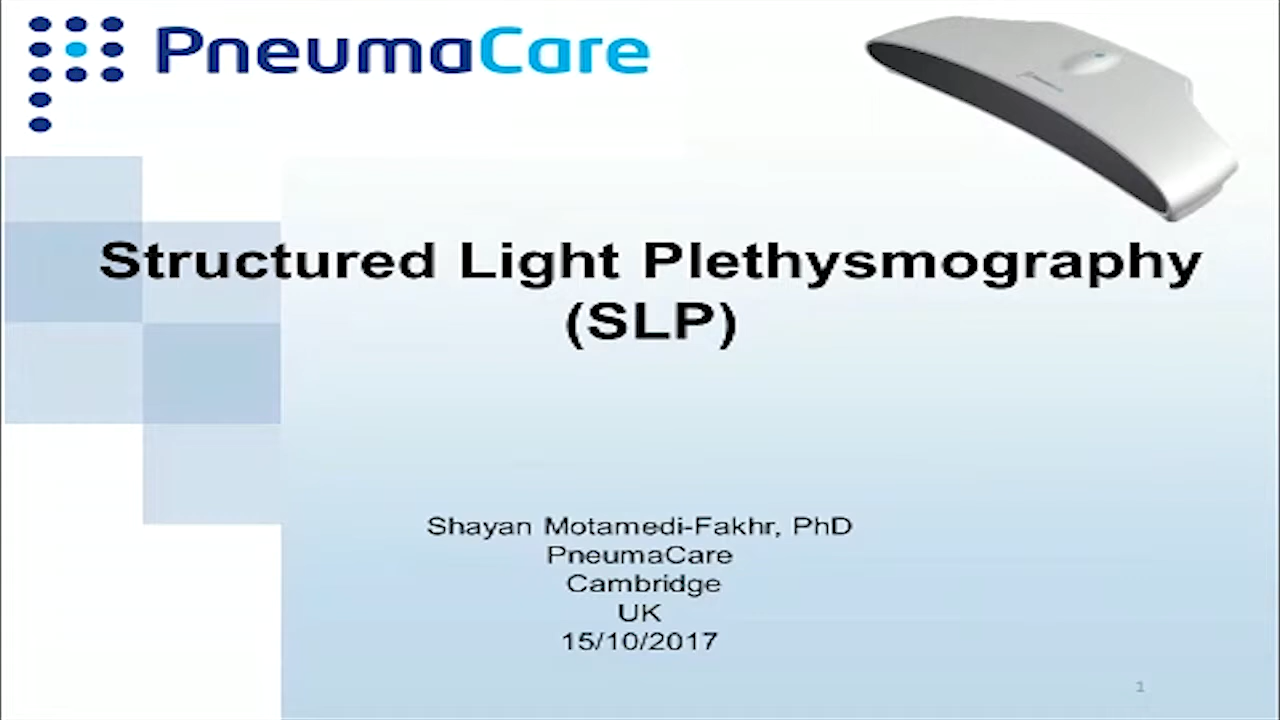 PneumaCare
Structured Light Plethysmography
(SLP)
Shayan Motamedi-Fakhr, PhD
PneumaCare
Cambridge
UK
15/10/2017
1